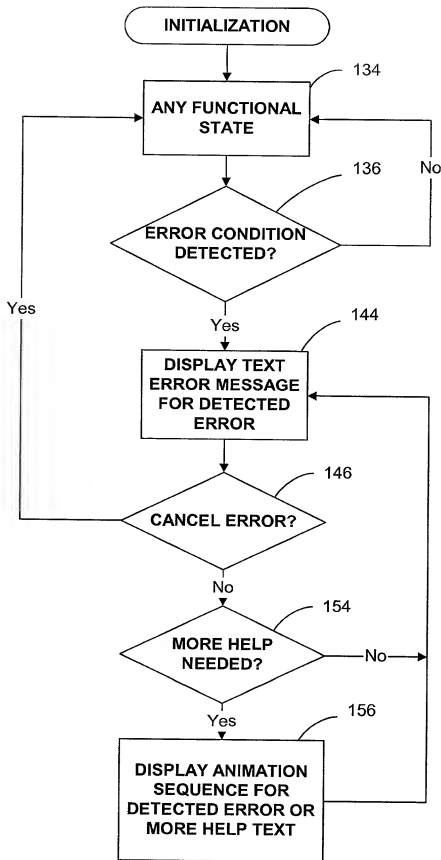 INITIALIZATION
134
ANY FUNCTIONAL
STATE
No
136
ERROR CONDITION
DETECTED?
Yes
Yes
144
DISPLAY TEXT
ERROR MESSAGE
FOR DETECTED
ERROR
146
CANCEL ERROR?
No
154
MORE HELP
NEEDED?
No
Yes
156
DISPLAY ANIMATION
SEQUENCE FOR
DETECTED ERROR OR
MORE HELP TEXT